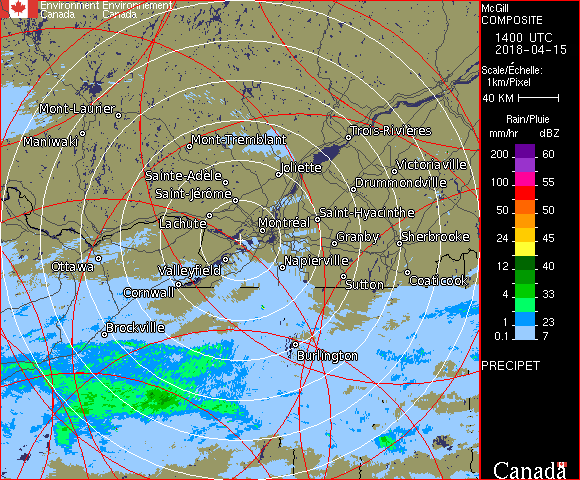 Environment Environnement
Canada Canada
McGill
COMPOSITE
1400 UTC
2018-04-15
Scale/Échelle:
1km/Pixel
40 KM
Rain/Pluie
mm/hr dBZ
200 60
100 55
50 50
24 45
12 40
4 33
1 23
0.1 7
PRECIPET
Canada
Mont-Laurier
Maniwaki
Mont-Tremblant
Trois-Rivières
Joliette
Victoriaville
Sainte-Adèle
Drummondville
Saint-Jérôme
Saint-Hyacinthe
Lachute
Montréal
Granby
Sherbrooke
Ottawa
Valleyfield
Napierville
Cornwall
Sutton
Coaticook
Brockville
Burlington